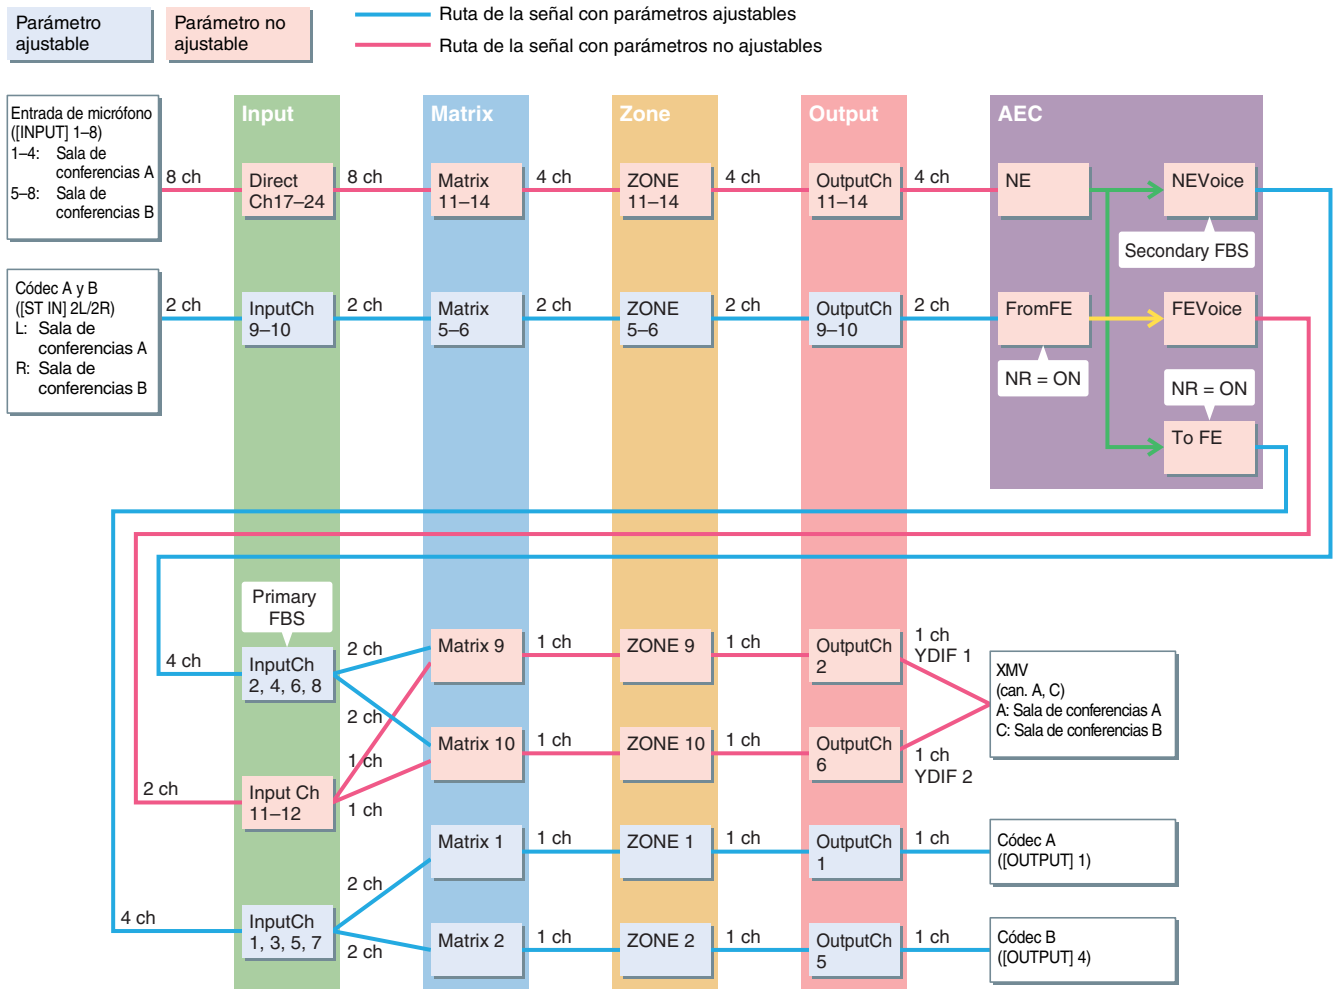 Parámetro
ajustable
Parámetro no
ajustable
Ruta de la señal con parámetros ajustables
Ruta de la señal con parámetros no ajustables
Input
Matrix
Zone
Output
AEC
Entrada de micrófono
([INPUT] 1–8)
1–4: Sala de
conferencias A
5–8: Sala de
conferencias B
8 ch
Direct
Ch17–24
8 ch
Matrix
11–14
4 ch
ZONE
11–14
4 ch
OutputCh
11–14
4 ch
NE
NEVoice
Secondary FBS
Códec A y B
([ST IN] 2L/2R)
L: Sala de
conferencias A
R: Sala de
conferencias B
2 ch
InputCh
9–10
2 ch
Matrix
5–6
2 ch
ZONE
5–6
2 ch
OutputCh
9–10
2 ch
FromFE
FEVoice
NR = ON
NR = ON
To FE
Primary
FBS
4 ch
InputCh
2, 4, 6, 8
2 ch
2 ch
Matrix 9
1 ch
ZONE 9
1 ch
OutputCh
2
1 ch
YDIF 1
XMV
(can. A, C)
A: Sala de conferencias A
C: Sala de conferencias B
2 ch
Input Ch
11–12
1 ch
1 ch
Matrix 10
1 ch
ZONE 10
1 ch
OutputCh
6
1 ch
YDIF 2
4 ch
InputCh
1, 3, 5, 7
2 ch
2 ch
Matrix 1
1 ch
ZONE 1
1 ch
OutputCh
1
1 ch
Códec A
([OUTPUT] 1)
Matrix 2
1 ch
ZONE 2
1 ch
OutputCh
5
1 ch
Códec B
([OUTPUT] 4)